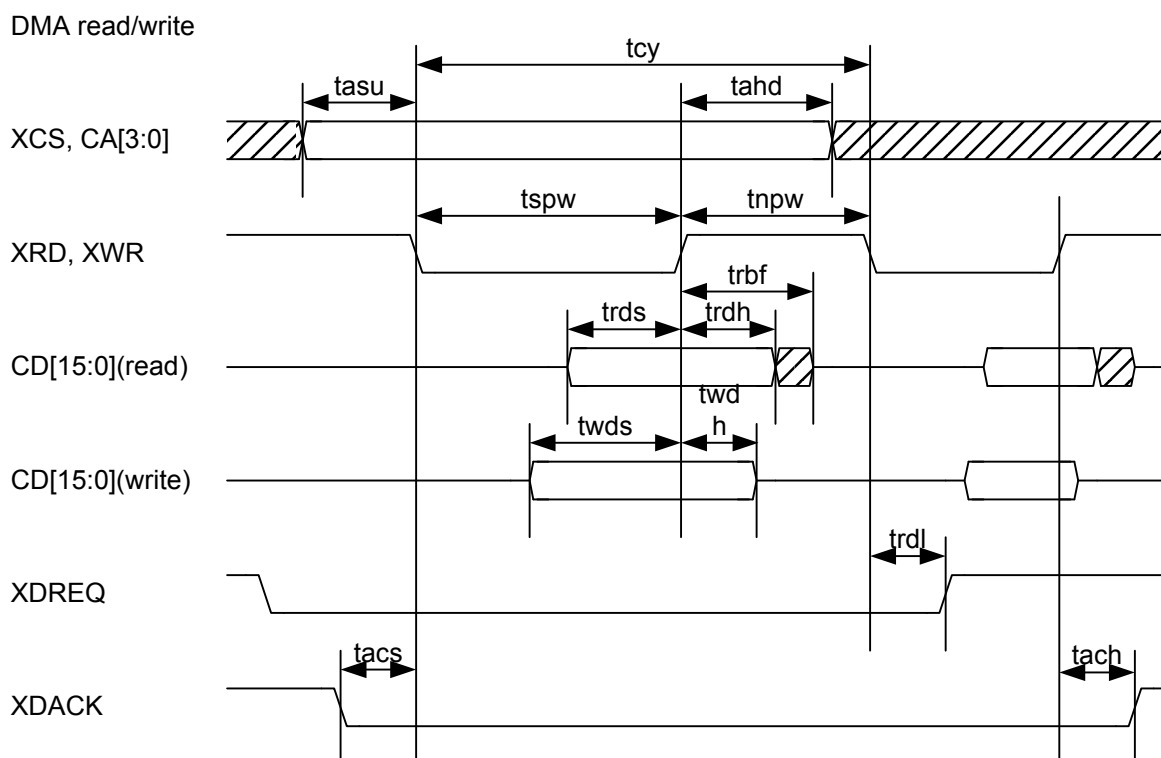 DMA read/write
tcy
tasu
tahd
XCS, CA[3:0]
tspw
tnpw
XRD, XWR
trbf
trds
trdh
CD[15:0](read)
twd
h
twds
CD[15:0](write)
trdl
XDREQ
tacs
tach
XDACK